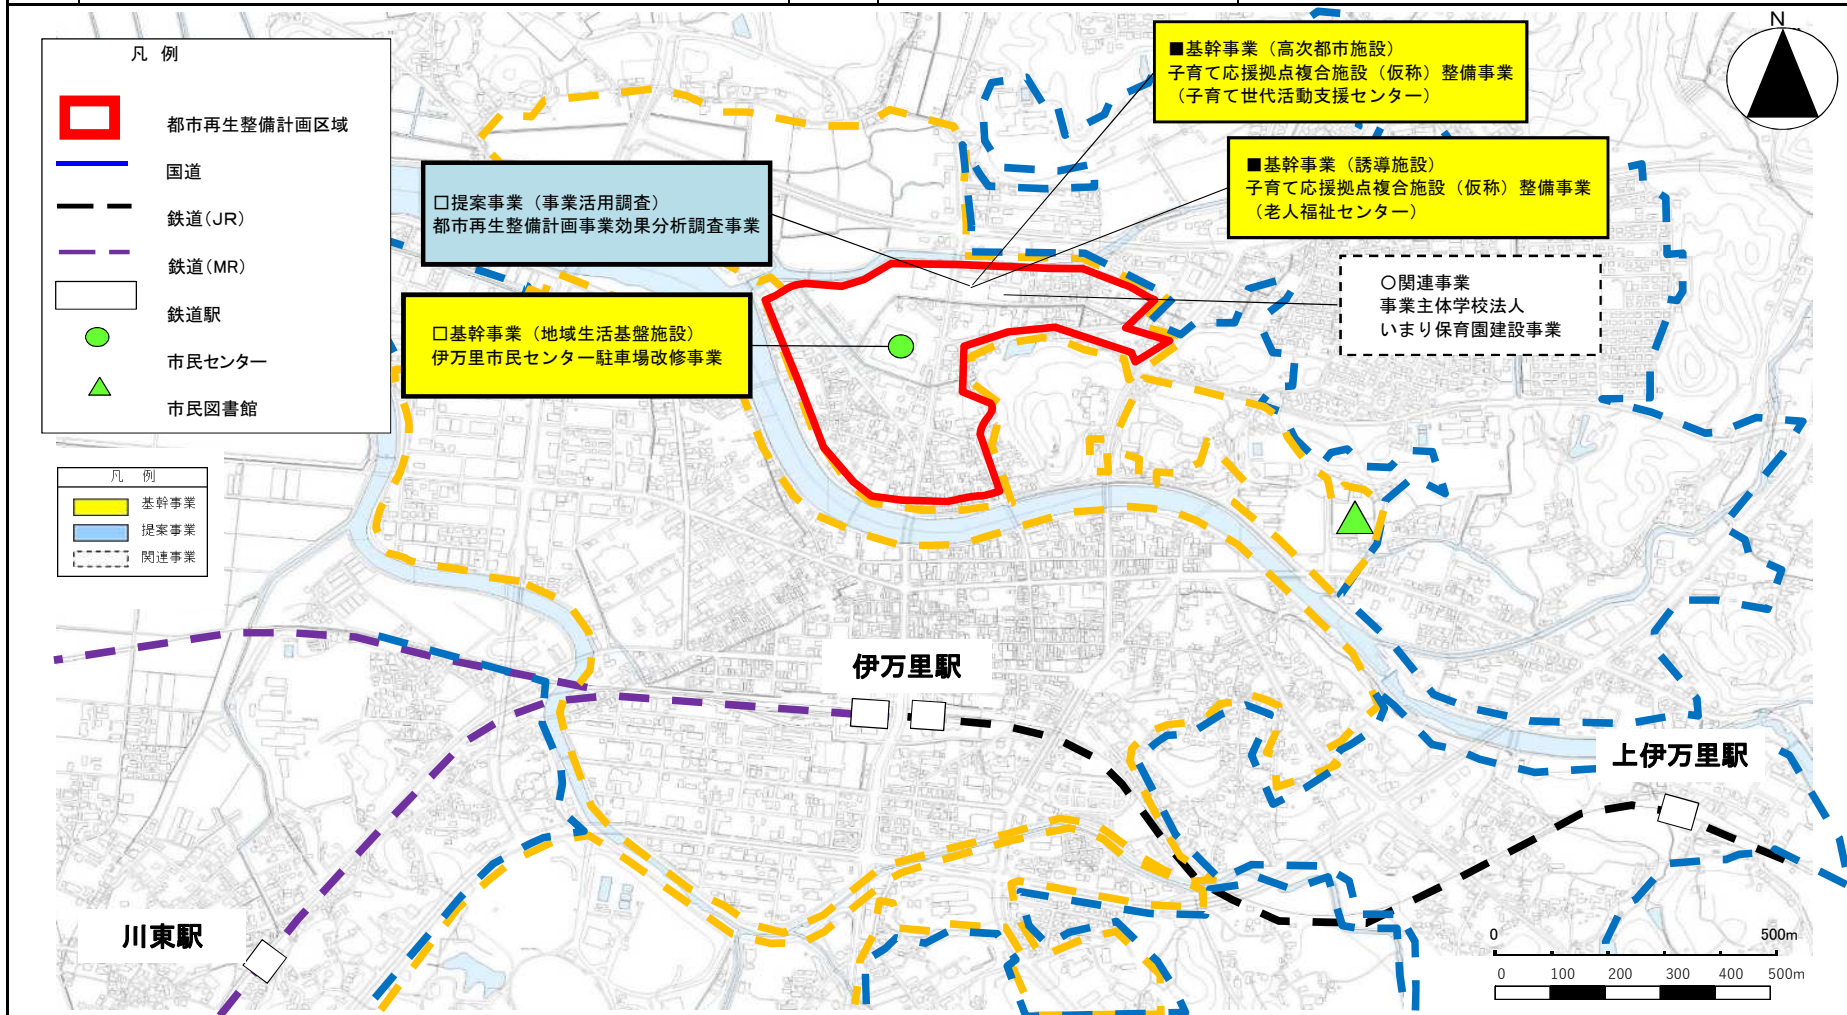 凡 例
都市再生整備計画区域
国道
鉄道(JR)
鉄道(MR)
鉄道駅
市民センター
市民図書館
凡 例
基幹事業
提案事業
関連事業
■基幹事業（高次都市施設）
子育て応援拠点複合施設（仮称）整備事業
（子育て世代活動支援センター）
■基幹事業（誘導施設）
子育て応援拠点複合施設（仮称）整備事業
（老人福祉センター）
□提案事業（事業活用調査）
都市再生整備計画事業効果分析調査事業
□基幹事業（地域生活基盤施設）
伊万里市民センター駐車場改修事業
○関連事業
事業主体学校法人
いまり保育園建設事業
N
伊万里駅
上伊万里駅
川東駅
0 500m
0 100 200 300 400 500m